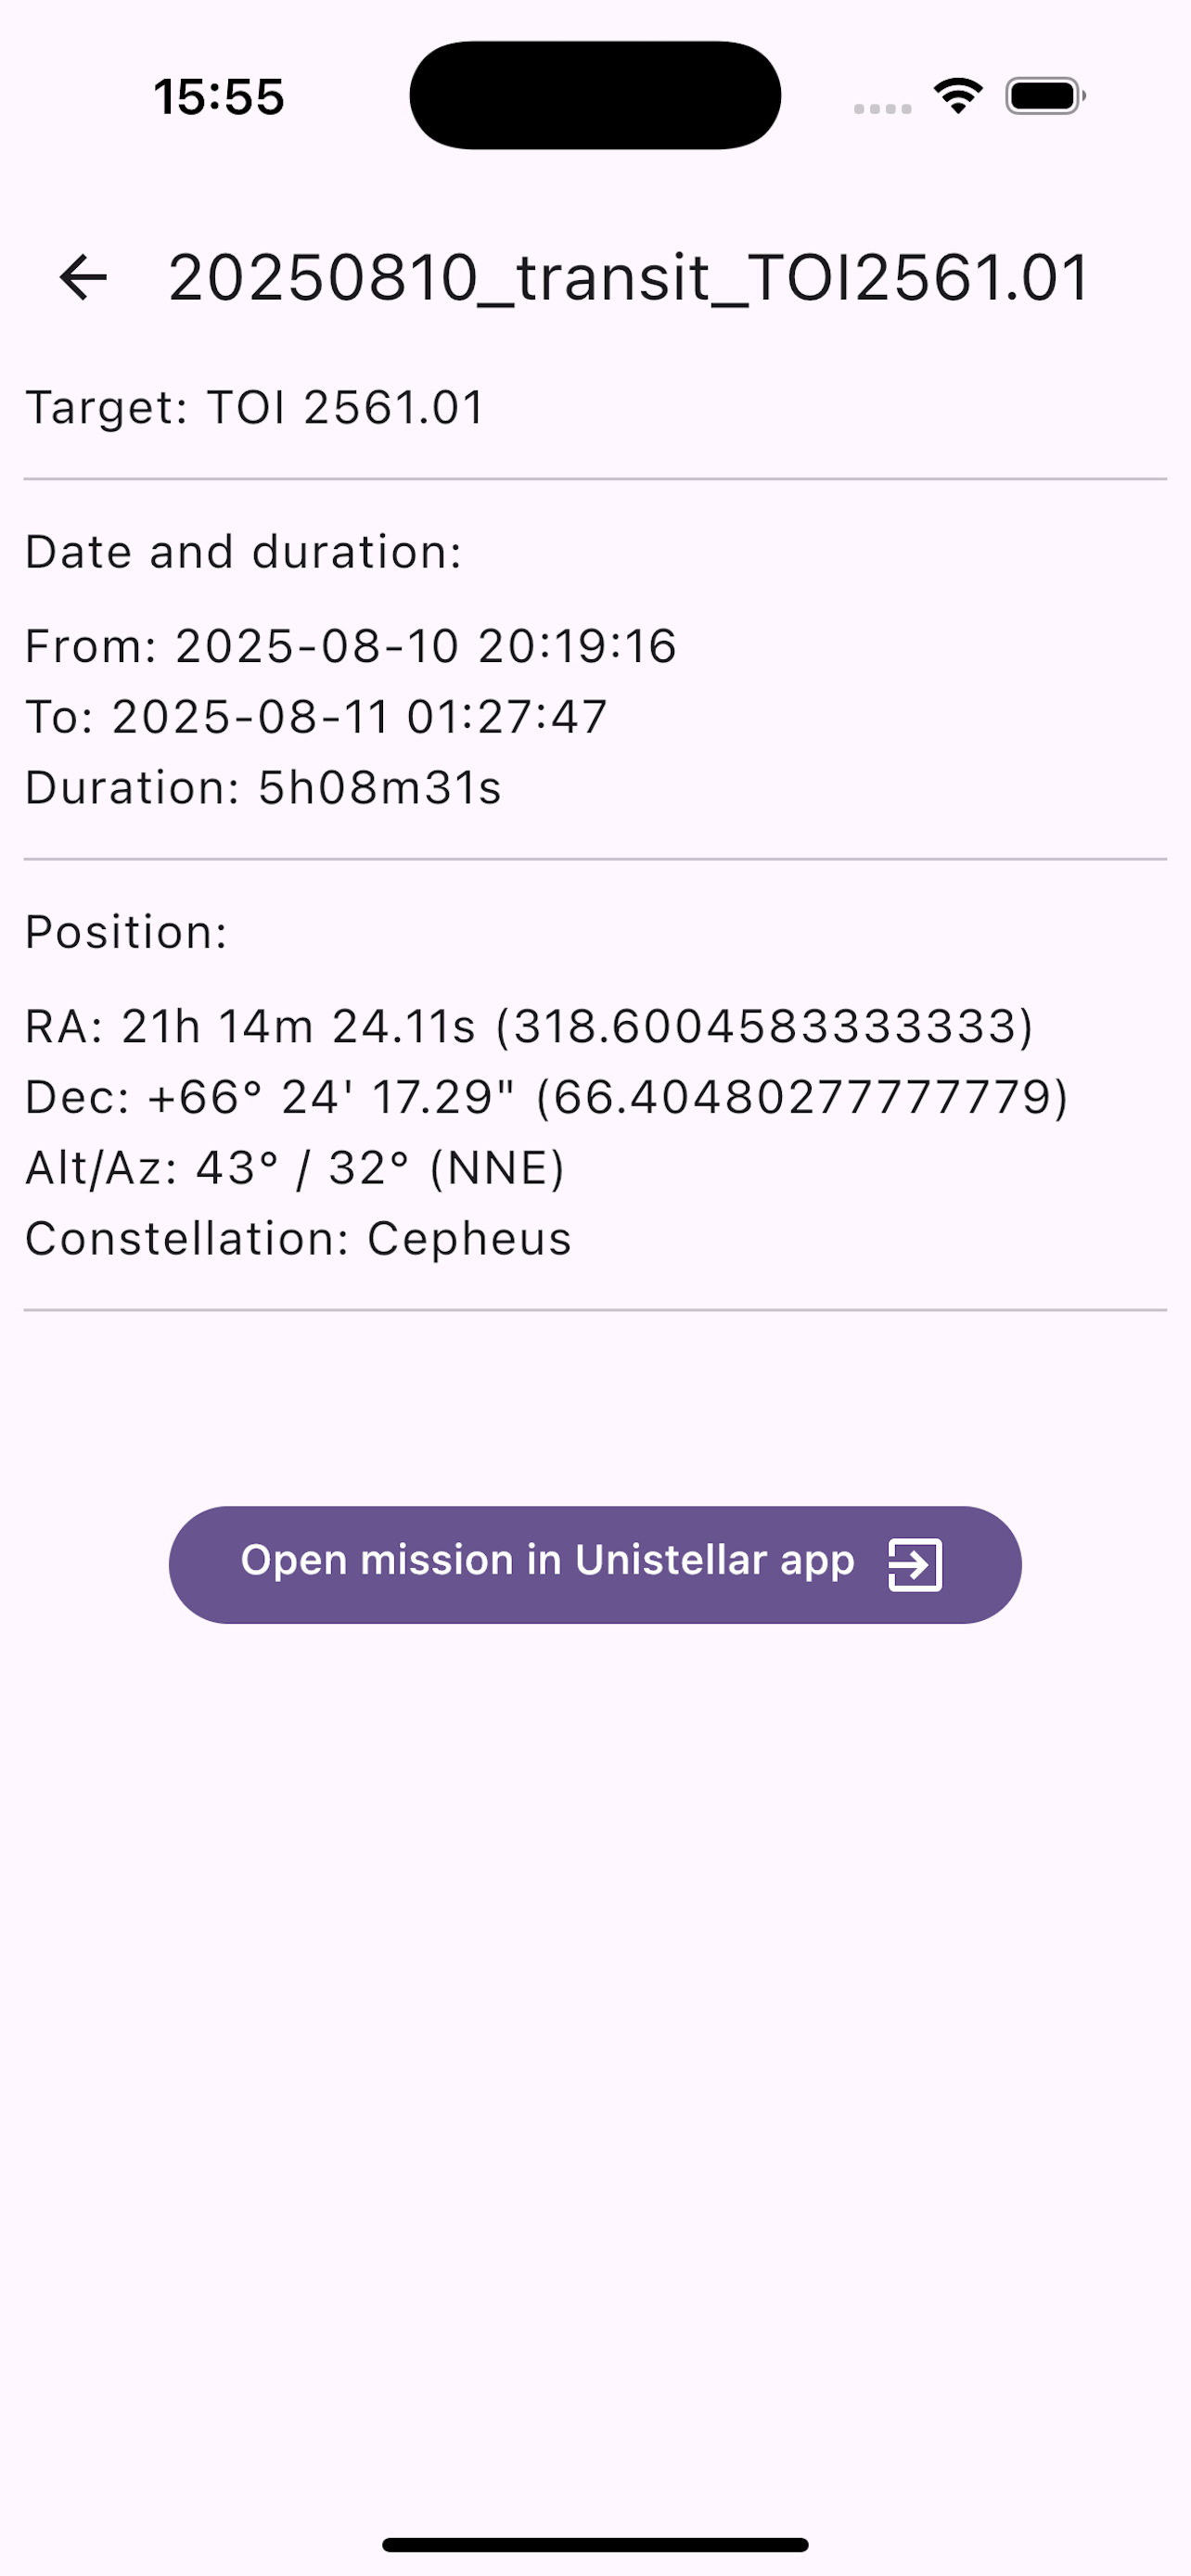 15:55
20250810_transit_TOI2561.01
Target: TOI 2561.01
Date and duration:
From: 2025-08-10 20:19:16
To: 2025-08-11 01:27:47
Duration: 5h08m31s
Position:
RA: 21h 14m 24.11s (318.6004583333333)
Dec: +66° 24' 17.29" (66.40480277777779)
Alt/Az: 43° / 32° (NNE)
Constellation: Cepheus
Open mission in Unistellar app